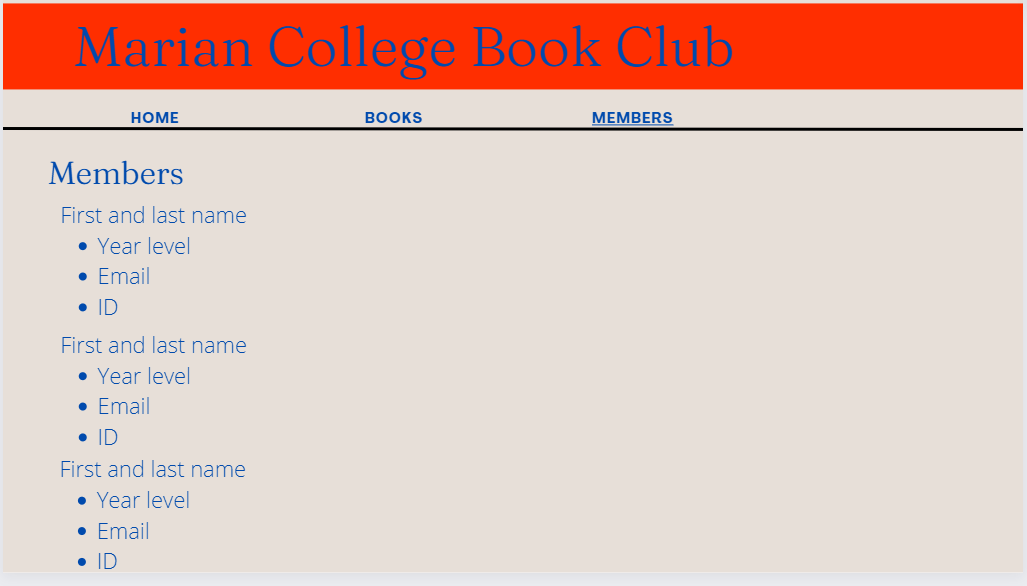 Marian College Book Club
HOME BOOKS MEMBERS
Members
First and last name
• Year level
• Email
• ID
First and last name
• Year level
• Email
• ID
First and last name
• Year level
• Email
• ID